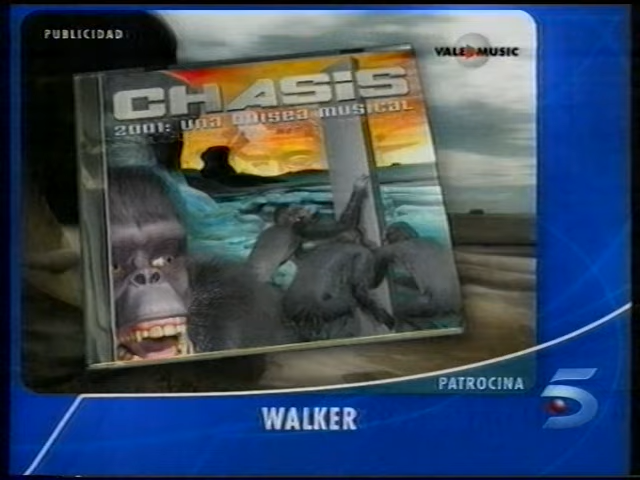 PUBLICIDAD
VALE MUSIC
CHASIS
2001: una odisea musical
PATROCINA
5
WALKER